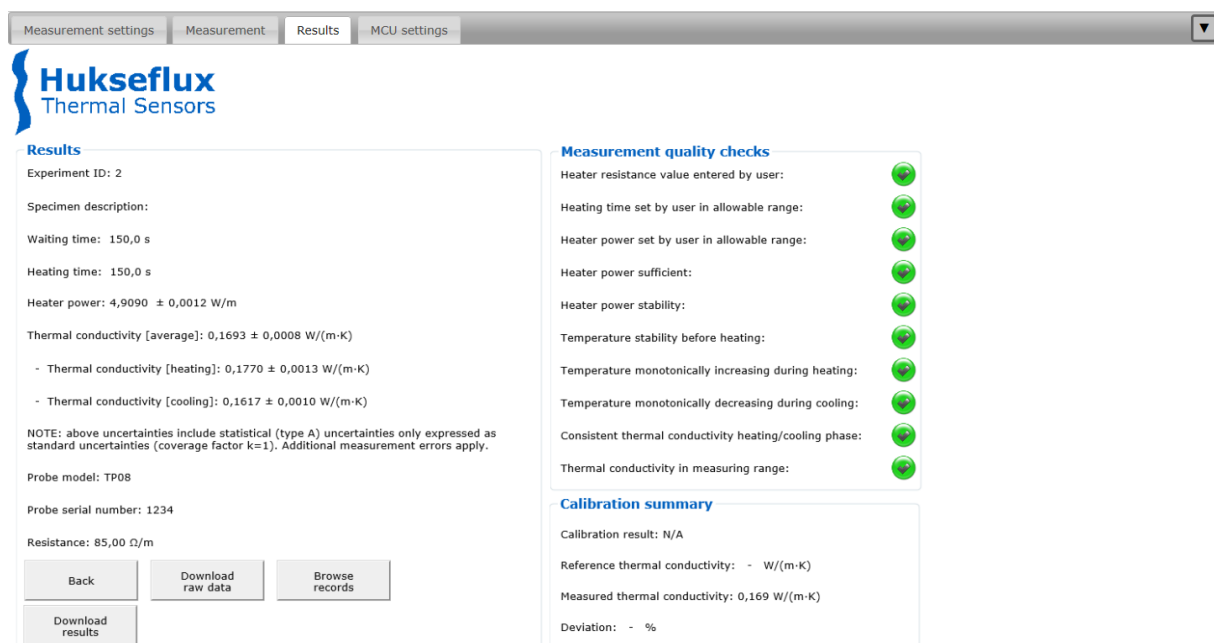 Measurement settings
Measurement
Results
MCU settings
Hukseflux
Thermal Sensors
Results
Experiment ID: 2
Specimen description:
Waiting time: 150,0 s
Heating time: 150,0 s
Heater power: 4,9090 ± 0,0012 W/m
Thermal conductivity [average]: 0,1693 ± 0,0008 W/(m·K)
- Thermal conductivity [heating]: 0,1770 ± 0,0013 W/(m·K)
- Thermal conductivity [cooling]: 0,1617 ± 0,0010 W/(m·K)
NOTE: above uncertainties include statistical (type A) uncertainties only expressed as
standard uncertainties (coverage factor k=1). Additional measurement errors apply.
Probe model: TP08
Probe serial number: 1234
Resistance: 85,00 Ω/m
Back
Download
raw data
Browse
records
Download
results
Measurement quality checks
Heater resistance value entered by user:
Heating time set by user in allowable range:
Heater power set by user in allowable range:
Heater power sufficient:
Heater power stability:
Temperature stability before heating:
Temperature monotonically increasing during heating:
Temperature monotonically decreasing during cooling:
Consistent thermal conductivity heating/cooling phase:
Thermal conductivity in measuring range:
Calibration summary
Calibration result: N/A
Reference thermal conductivity: - W/(m·K)
Measured thermal conductivity: 0,169 W/(m·K)
Deviation: - %